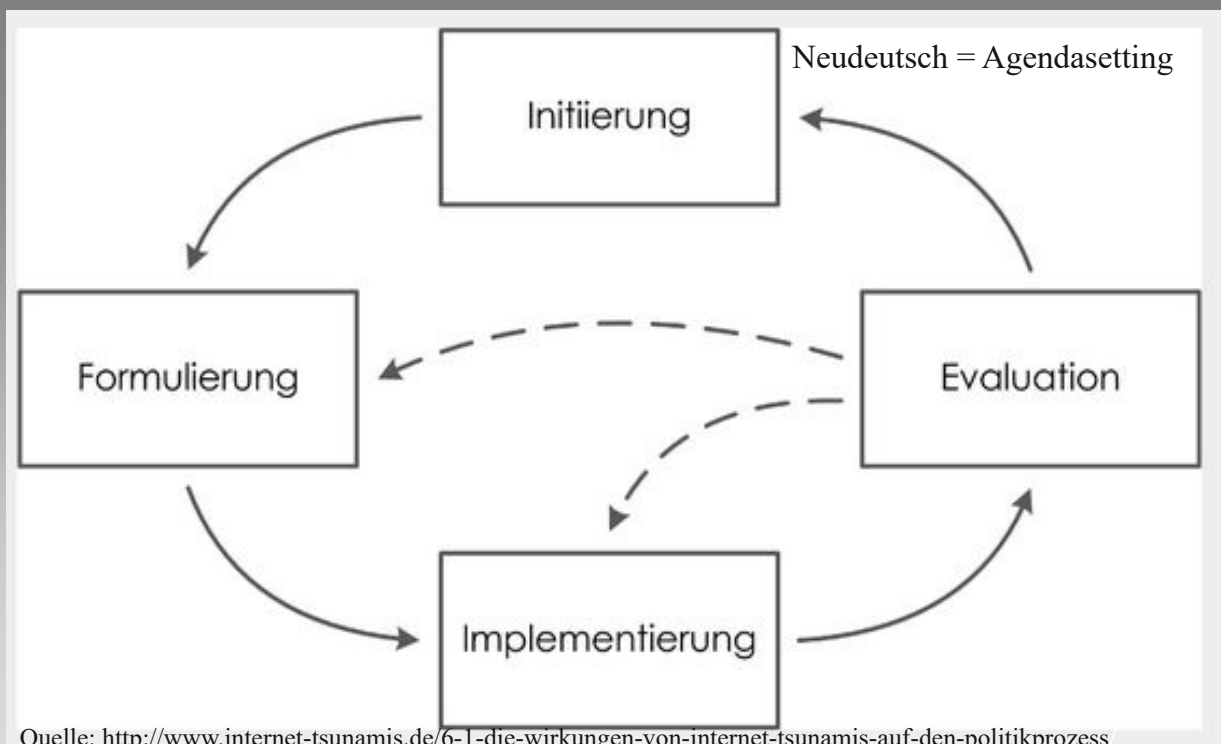 Neudeutsch = Agendasetting
Initiierung
Formulierung
Evaluation
Implementierung
Quelle: http://www.internet-tsunamis.de/6-1-die-wirkungen-von-internet-tsunamis-auf-den-politikprozess/